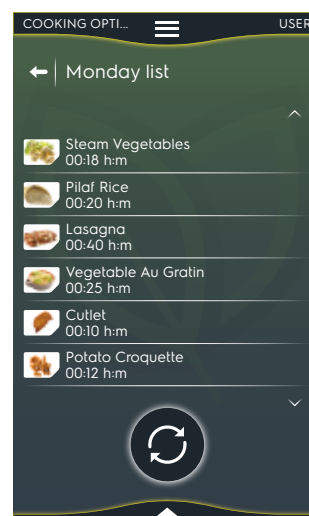 COOKING OPTI... USER
Monday list
Steam Vegetables
00:18 h:m
Pilaf Rice
00:20 h:m
Lasagna
00:40 h:m
Vegetable Au Gratin
00:25 h:m
Cutlet
00:10 h:m
Potato Croquette
00:12 h:m